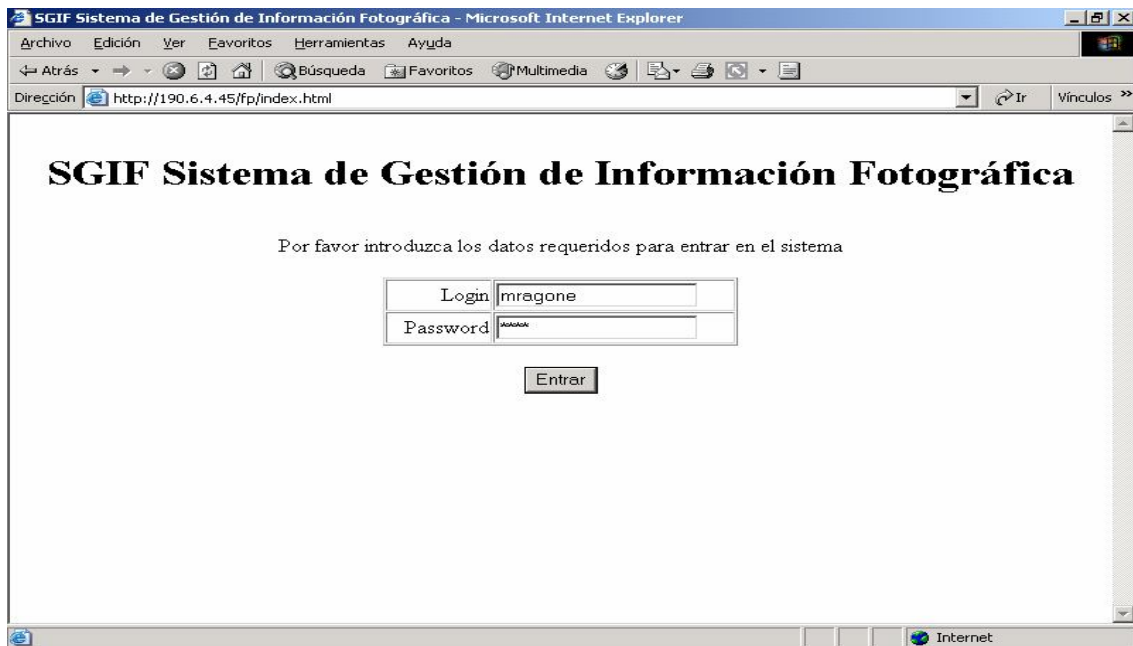 SGIF Sistema de Gestión de Información Fotográfica - Microsoft Internet Explorer
Archivo Edición Ver Favoritos Herramientas Ayuda
Atrás Búsqueda Favoritos Multimedia
Dirección http://190.6.4.45/fp/index.html Ir Vínculos »
SGIF Sistema de Gestión de Información Fotográfica
Por favor introduzca los datos requeridos para entrar en el sistema
Login mragone
Password *****
Entrar
Internet